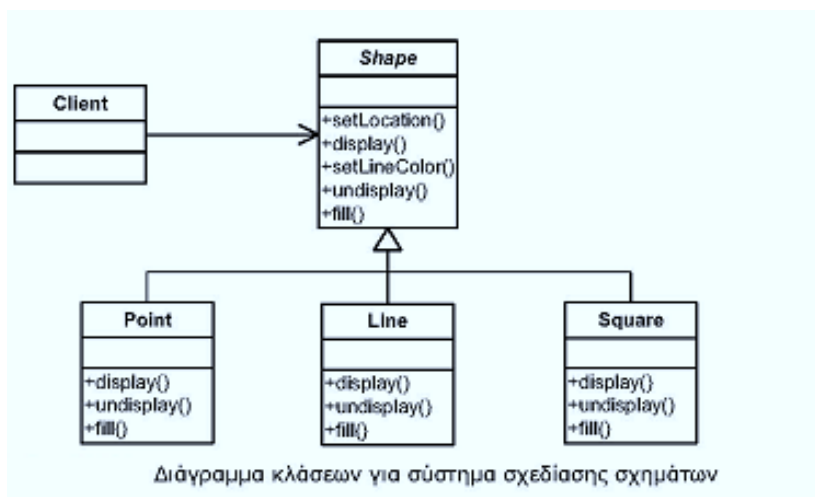 Shape
Client
+setLocation()
+display()
+setLineColor()
+undisplay()
+fill()
Point
Line
Square
+display()
+undisplay()
+fill()
+display()
+undisplay()
+fill()
+display()
+undisplay()
+fill()
Διάγραμμα κλάσεων για σύστημα σχεδίασης σχημάτων